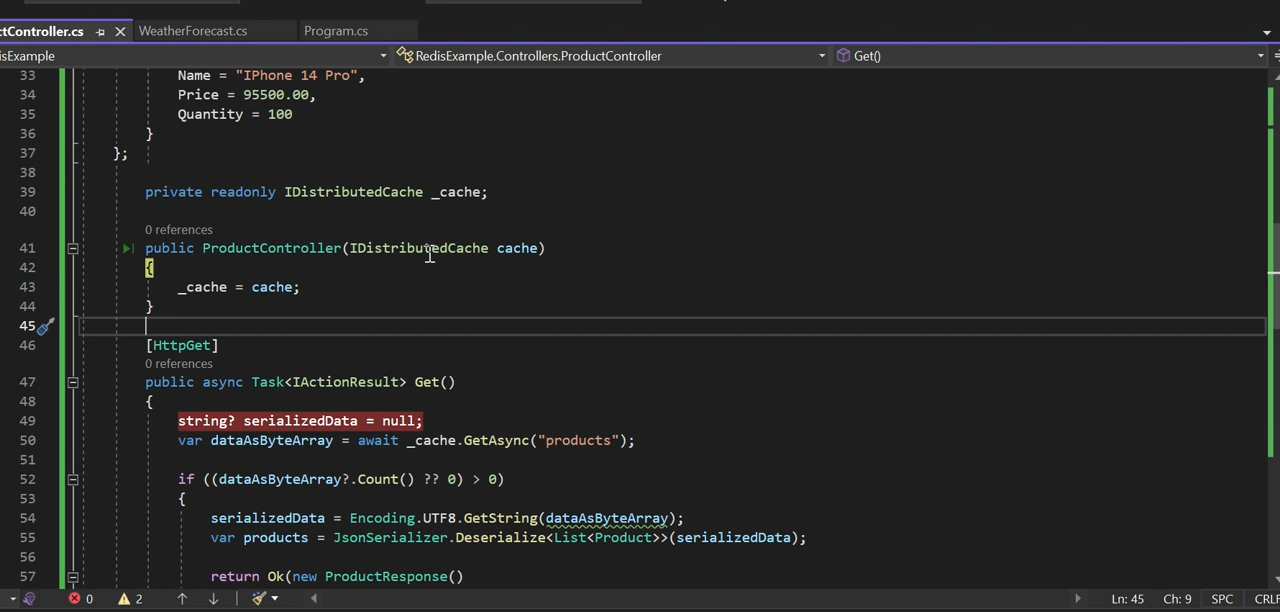 ctController.cs WeatherForecast.cs Program.cs
isExample RedisExample.Controllers.ProductController Get()
33 Name = "IPhone 14 Pro",
34 Price = 95500.00,
35 Quantity = 100
36 }
37 };
38
39 private readonly IDistributedCache _cache;
40
0 references
41 public ProductController(IDistributedCache cache)
42 {
43 _cache = cache;
44 }
45
46 [HttpGet]
0 references
47 public async Task<IActionResult> Get()
48 {
49 string? serializedData = null;
50 var dataAsByteArray = await _cache.GetAsync("products");
51
52 if ((dataAsByteArray?.Count() ?? 0) > 0)
53 {
54 serializedData = Encoding.UTF8.GetString(dataAsByteArray);
55 var products = JsonSerializer.Deserialize<List<Product>>(serializedData);
56
57 return Ok(new ProductResponse()
0 2 Ln: 45 Ch: 9 SPC CRLF